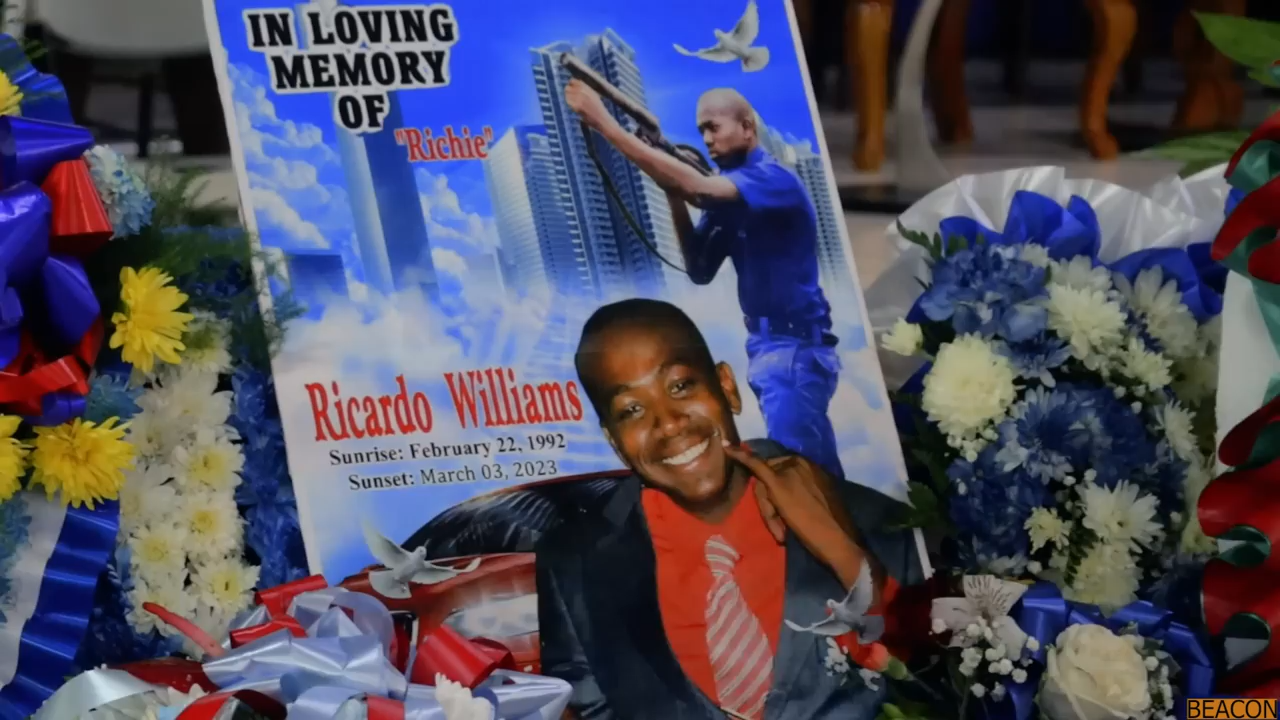 IN LOVING
MEMORY
OF
"Richie"
Ricardo Williams
Sunrise: February 22, 1992
Sunset: March 03, 2023
BEACON